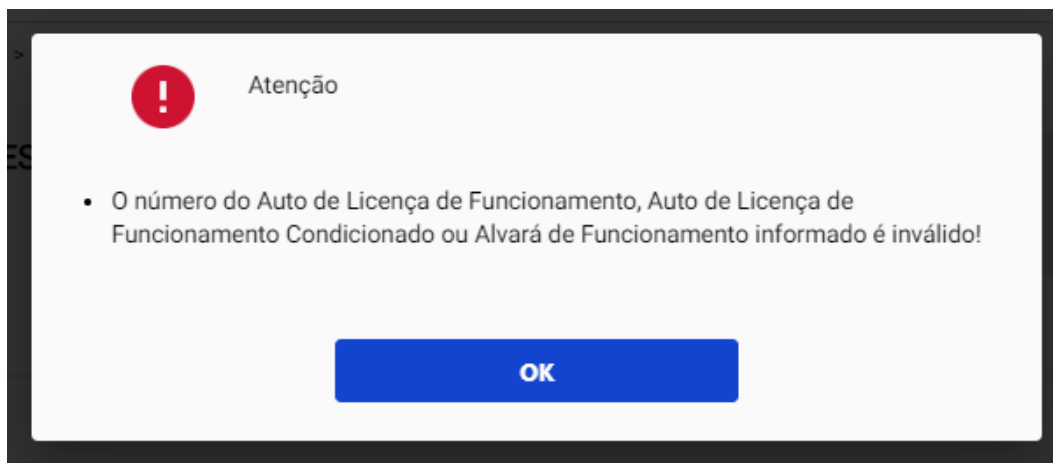 >
Atenção
ES
• O número do Auto de Licença de Funcionamento, Auto de Licença de
Funcionamento Condicionado ou Alvará de Funcionamento informado é inválido!
OK